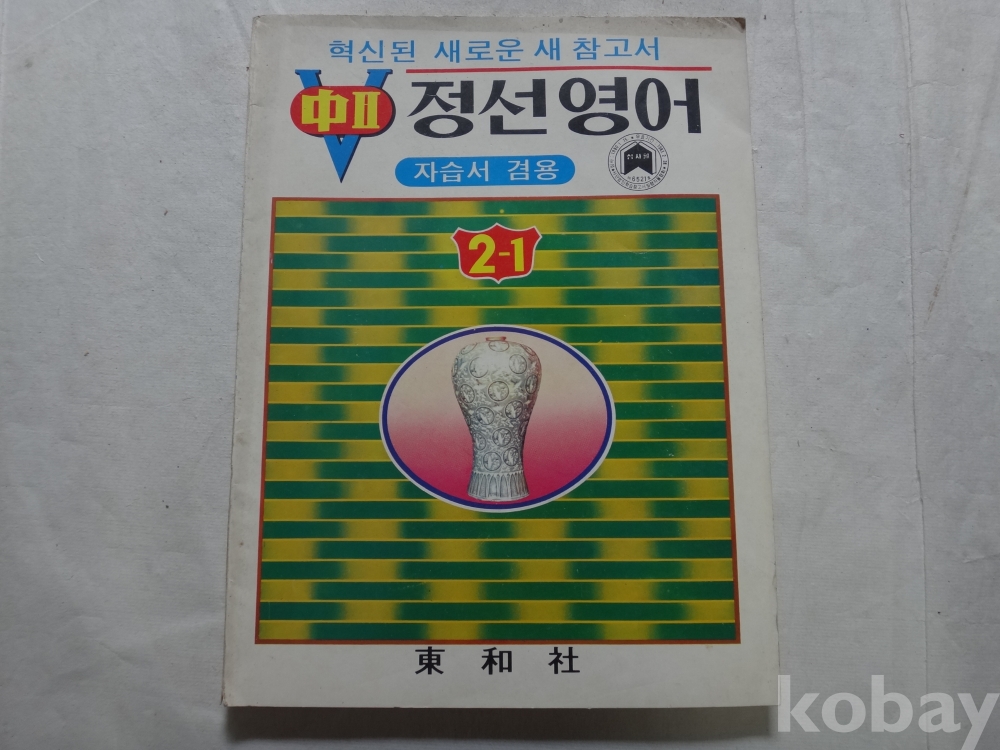 혁신된 새로운 새 참고서
中Ⅱ 정선영어
자습서 겸용
2-1
東和社
kobay